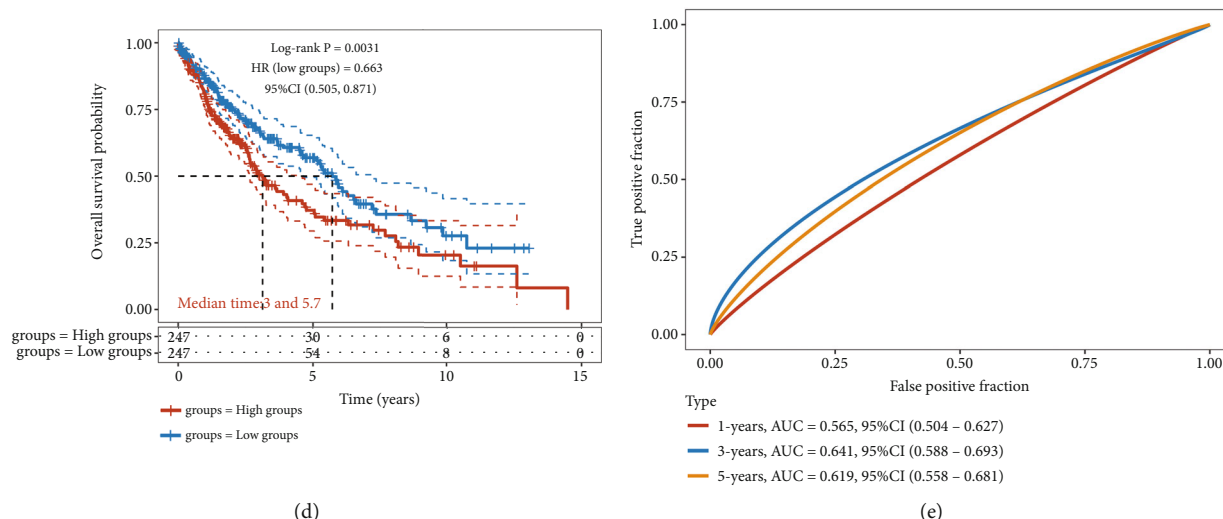 1.00
0.75
0.50
0.25
0.00
Overall survival probability
Log-rank P = 0.0031
HR (low groups) = 0.663
95%CI (0.505, 0.871)
Median time:3 and 5.7
groups = High groups 247 30 6 0
groups = Low groups 247 54 8 0
0 5 10 15
Time (years)
groups = High groups
groups = Low groups
(d)
1.00
0.75
0.50
0.25
0.00
True positive fraction
0.00 0.25 0.50 0.75 1.00
False positive fraction
Type
1-years, AUC = 0.565, 95%CI (0.504 – 0.627)
3-years, AUC = 0.641, 95%CI (0.588 – 0.693)
5-years, AUC = 0.619, 95%CI (0.558 – 0.681)
(e)